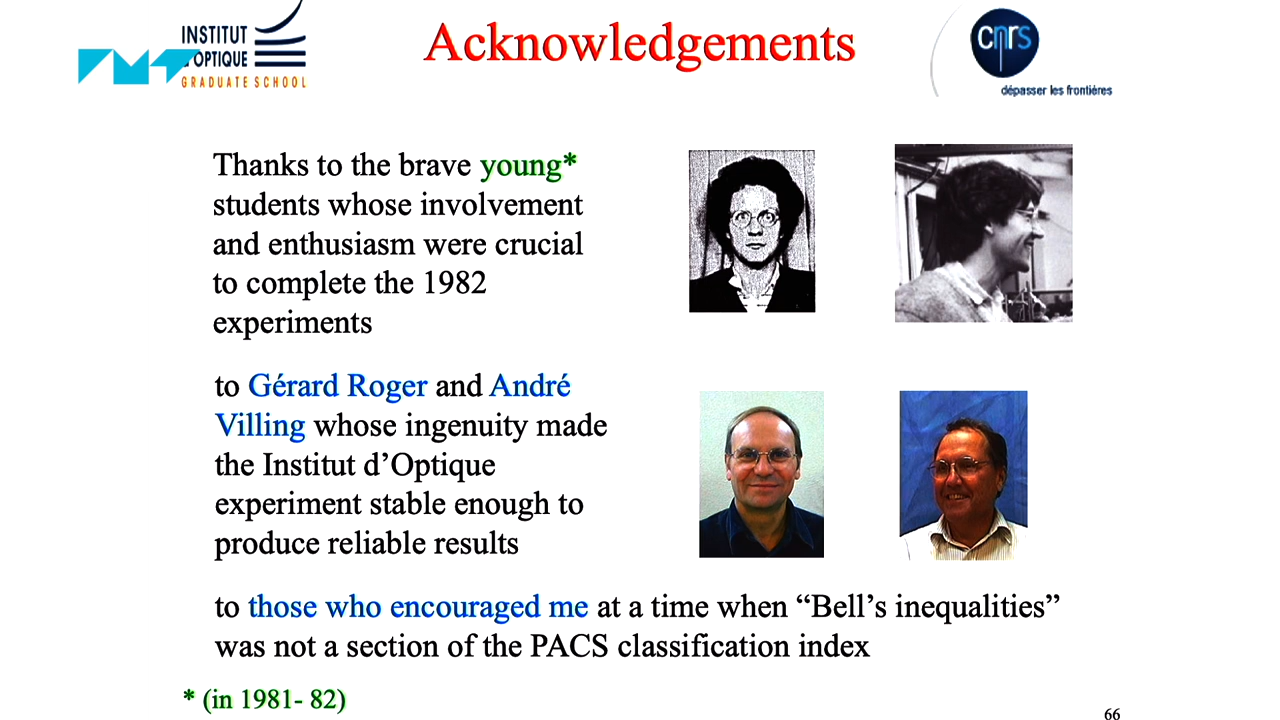 INSTITUT
d'OPTIQUE
GRADUATE SCHOOL
Acknowledgements
cnrs
dépasser les frontières
Thanks to the brave young*
students whose involvement
and enthusiasm were crucial
to complete the 1982
experiments
to Gérard Roger and André
Villing whose ingenuity made
the Institut d’Optique
experiment stable enough to
produce reliable results
to those who encouraged me at a time when “Bell’s inequalities”
was not a section of the PACS classification index
* (in 1981- 82)
66